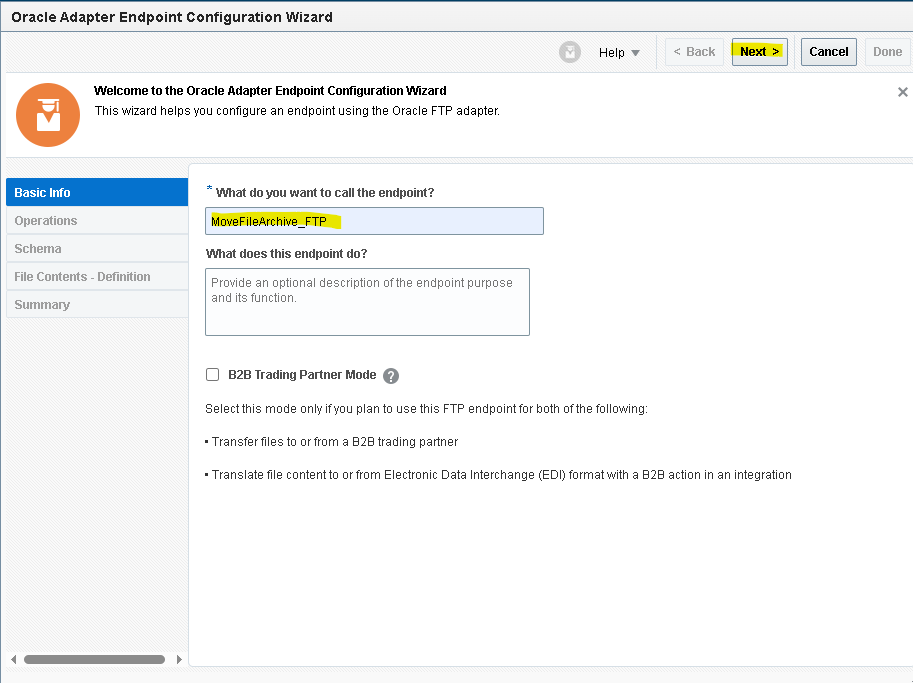 Oracle Adapter Endpoint Configuration Wizard
Help
< Back
Next >
Cancel
Done
Welcome to the Oracle Adapter Endpoint Configuration Wizard
This wizard helps you configure an endpoint using the Oracle FTP adapter.
Basic Info
Operations
Schema
File Contents - Definition
Summary
* What do you want to call the endpoint?
MoveFileArchive_FTP
What does this endpoint do?
Provide an optional description of the endpoint purpose
and its function.
B2B Trading Partner Mode ?
Select this mode only if you plan to use this FTP endpoint for both of the following:
▪ Transfer files to or from a B2B trading partner
▪ Translate file content to or from Electronic Data Interchange (EDI) format with a B2B action in an integration